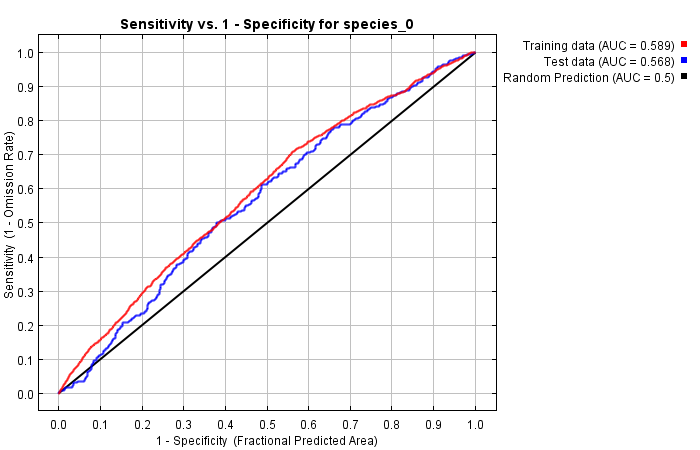 Sensitivity vs. 1 - Specificity for species_0
Training data (AUC = 0.589)
Test data (AUC = 0.568)
Random Prediction (AUC = 0.5)
Sensitivity (1 - Omission Rate)
1.0
0.9
0.8
0.7
0.6
0.5
0.4
0.3
0.2
0.1
0.0
0.0 0.1 0.2 0.3 0.4 0.5 0.6 0.7 0.8 0.9 1.0
1 - Specificity (Fractional Predicted Area)